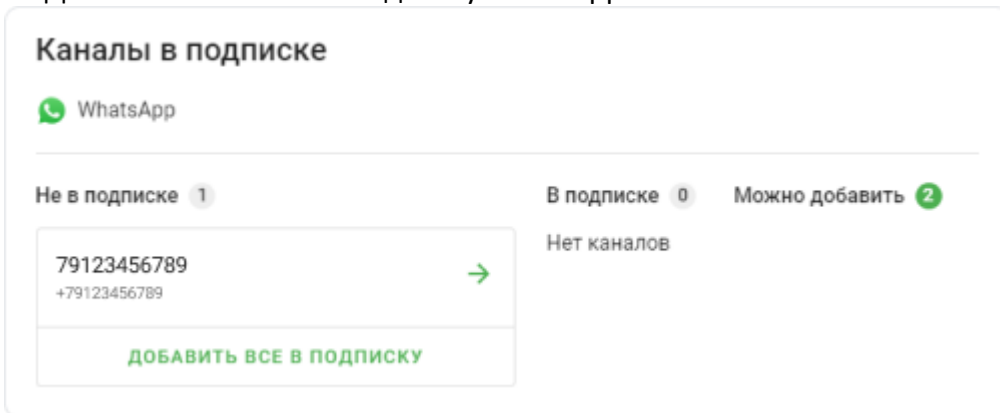 Каналы в подписке
WhatsApp
Не в подписке 1
В подписке 0
Можно добавить 2
79123456789
+79123456789
Нет каналов
ДОБАВИТЬ ВСЕ В ПОДПИСКУ